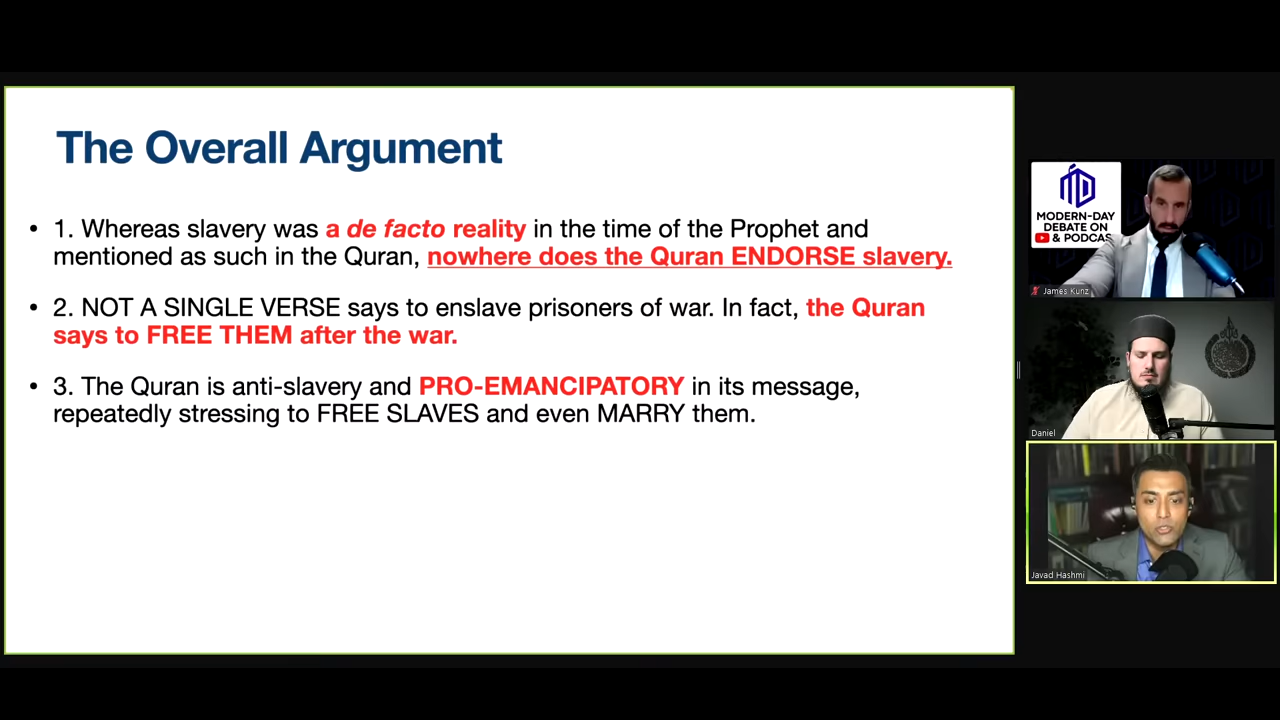 The Overall Argument
• 1. Whereas slavery was a de facto reality in the time of the Prophet and
mentioned as such in the Quran, nowhere does the Quran ENDORSE slavery.
• 2. NOT A SINGLE VERSE says to enslave prisoners of war. In fact, the Quran
says to FREE THEM after the war.
• 3. The Quran is anti-slavery and PRO-EMANCIPATORY in its message,
repeatedly stressing to FREE SLAVES and even MARRY them.
MODERN-DAY
DEBATE ON
& PODCAS
James Kunz
Daniel
Javad Hashmi